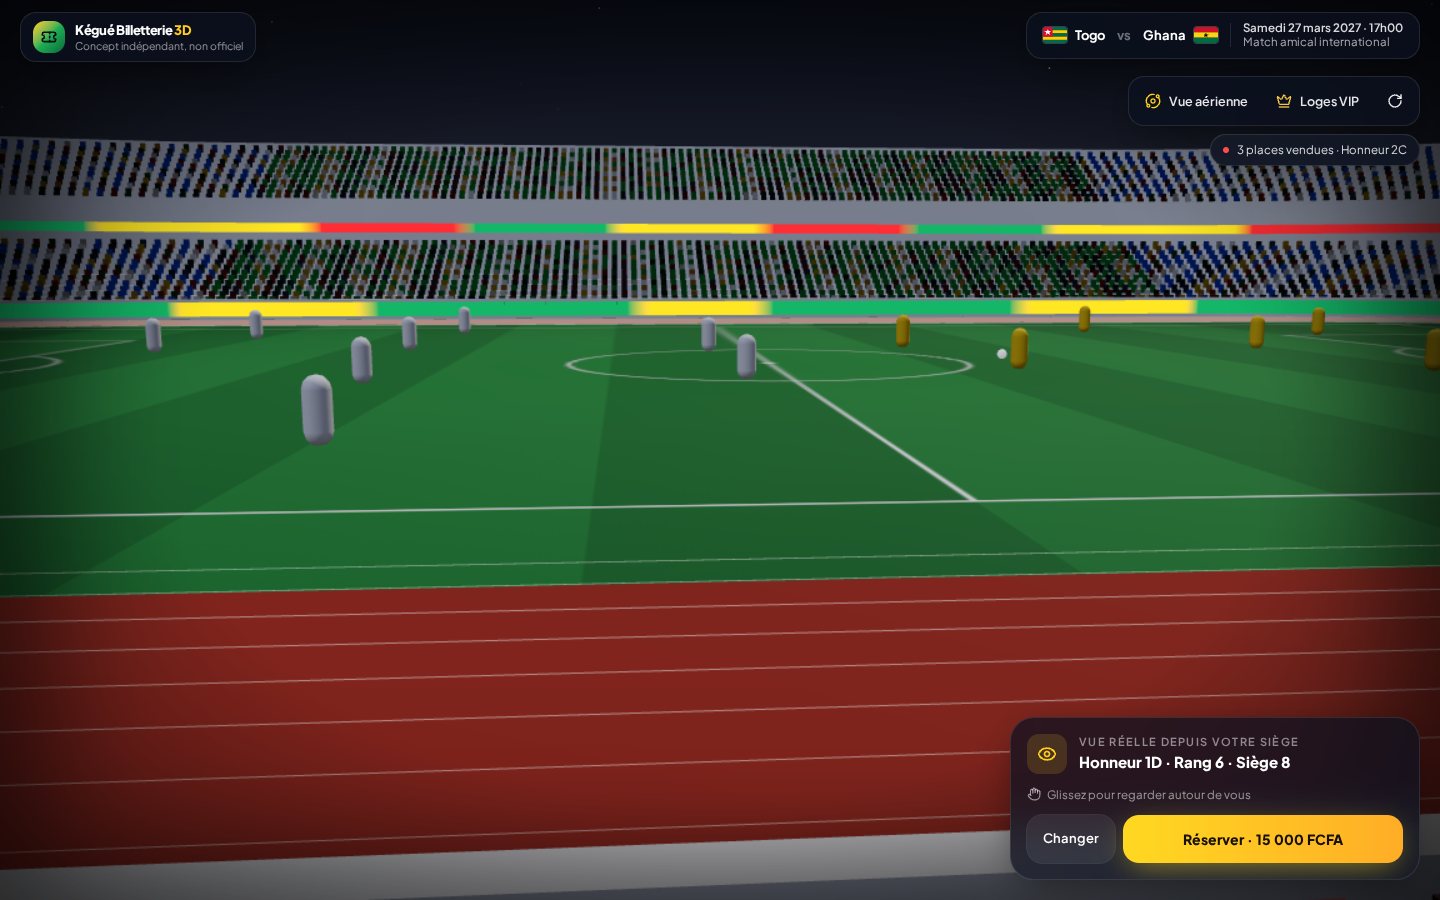 Kégué Billetterie 3D
Concept indépendant, non officiel
Togo vs Ghana
Samedi 27 mars 2027 · 17h00
Match amical international
Vue aérienne
Loges VIP
3 places vendues · Honneur 2C
VUE RÉELLE DEPUIS VOTRE SIÈGE
Honneur 1D · Rang 6 · Siège 8
Glissez pour regarder autour de vous
Changer
Réserver · 15 000 FCFA